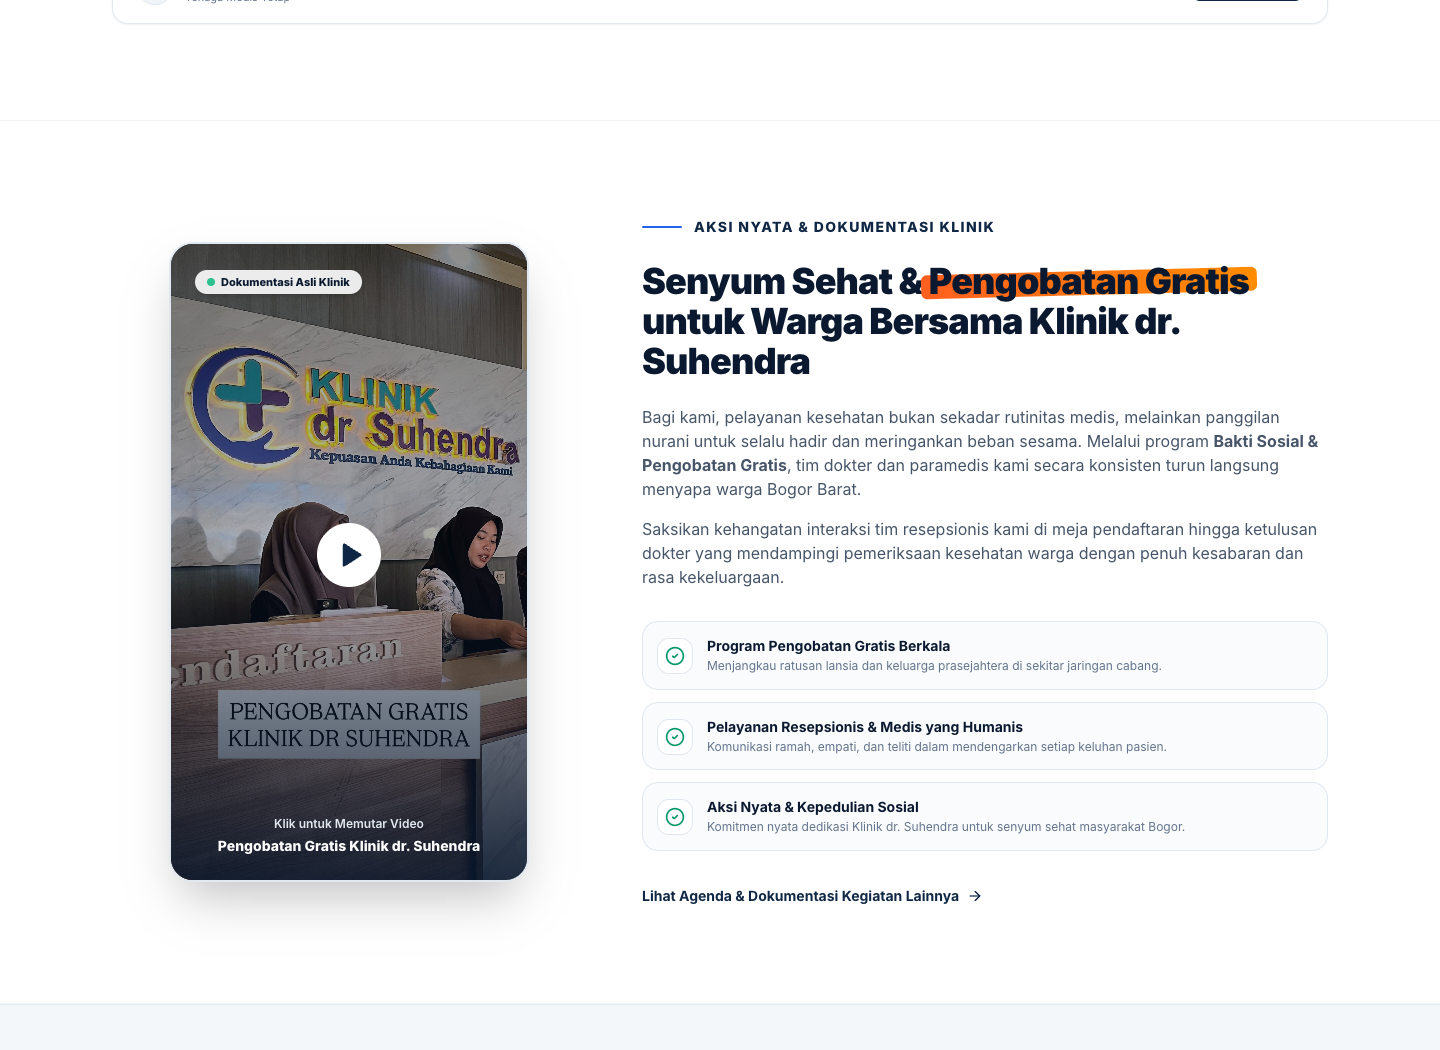 AKSI NYATA & DOKUMENTASI KLINIK
Senyum Sehat & Pengobatan Gratis
untuk Warga Bersama Klinik dr.
Suhendra
Bagi kami, pelayanan kesehatan bukan sekadar rutinitas medis, melainkan panggilan
nurani untuk selalu hadir dan meringankan beban sesama. Melalui program Bakti Sosial &
Pengobatan Gratis, tim dokter dan paramedis kami secara konsisten turun langsung
menyapa warga Bogor Barat.
Saksikan kehangatan interaksi tim resepsionis kami di meja pendaftaran hingga ketulusan
dokter yang mendampingi pemeriksaan kesehatan warga dengan penuh kesabaran dan
rasa kekeluargaan.
Program Pengobatan Gratis Berkala
Menjangkau ratusan lansia dan keluarga prasejahtera di sekitar jaringan cabang.
Pelayanan Resepsionis & Medis yang Humanis
Komunikasi ramah, empati, dan teliti dalam mendengarkan setiap keluhan pasien.
Aksi Nyata & Kepedulian Sosial
Komitmen nyata dedikasi Klinik dr. Suhendra untuk senyum sehat masyarakat Bogor.
Lihat Agenda & Dokumentasi Kegiatan Lainnya
Dokumentasi Asli Klinik
KLINIK
dr Suhendra
Kepuasan Anda Kebahagiaan Kami
endaftaran
PENGOBATAN GRATIS
KLINIK DR SUHENDRA
Klik untuk Memutar Video
Pengobatan Gratis Klinik dr. Suhendra